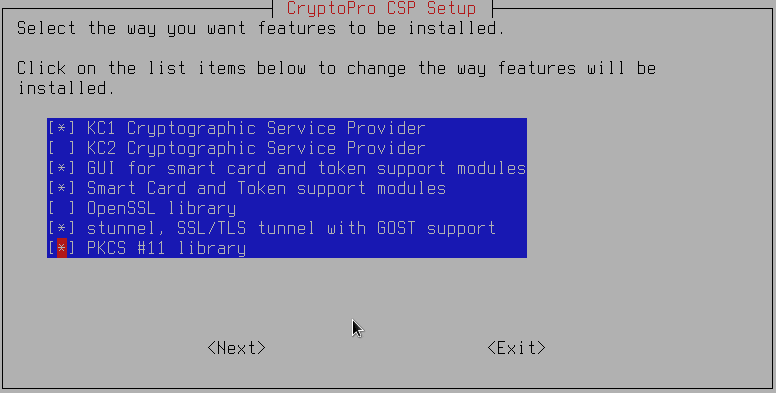 CryptoPro CSP Setup
Select the way you want features to be installed.
Click on the list items below to change the way features will be
installed.
[*] KC1 Cryptographic Service Provider
[ ] KC2 Cryptographic Service Provider
[*] GUI for smart card and token support modules
[*] Smart Card and Token support modules
[ ] OpenSSL library
[*] stunnel, SSL/TLS tunnel with GOST support
[*] PKCS #11 library
<Next> <Exit>